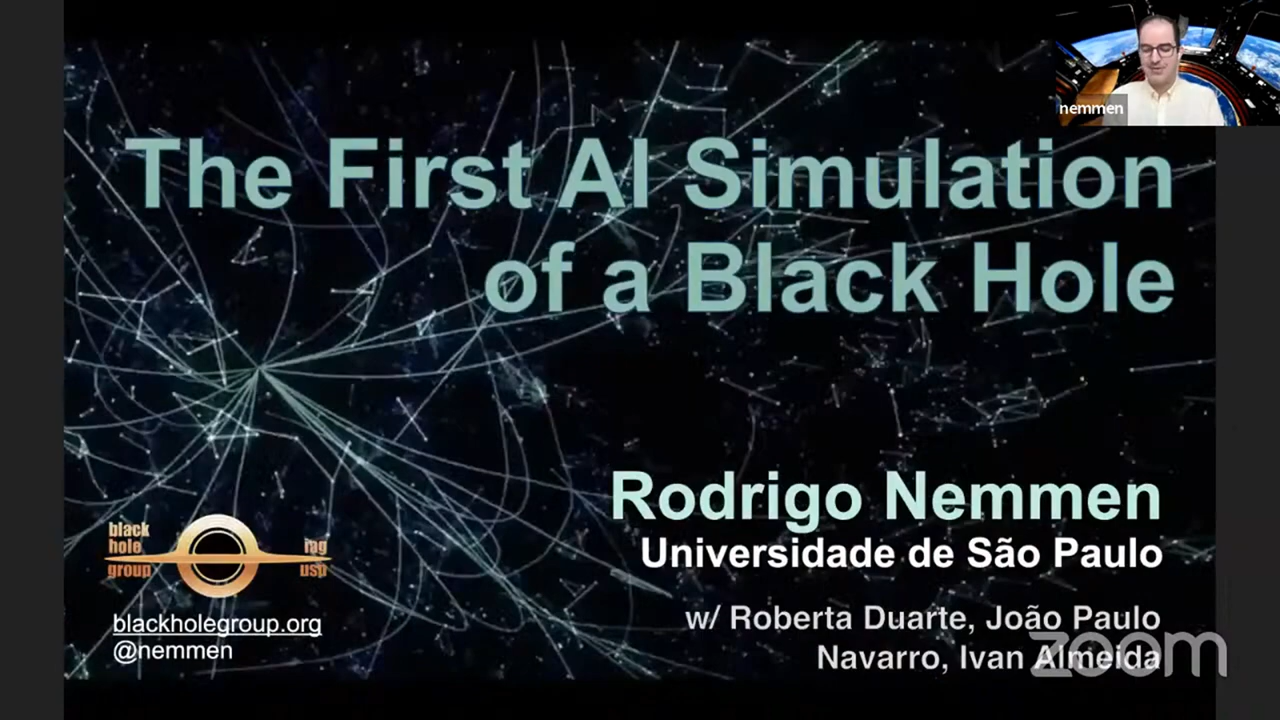 nemmen
The First AI Simulation
of a Black Hole
Rodrigo Nemmen
Universidade de São Paulo
w/ Roberta Duarte, João Paulo
Navarro, Ivan Almeida
black
hole
group
iag
usp
blackholegroup.org
@nemmen
zoom